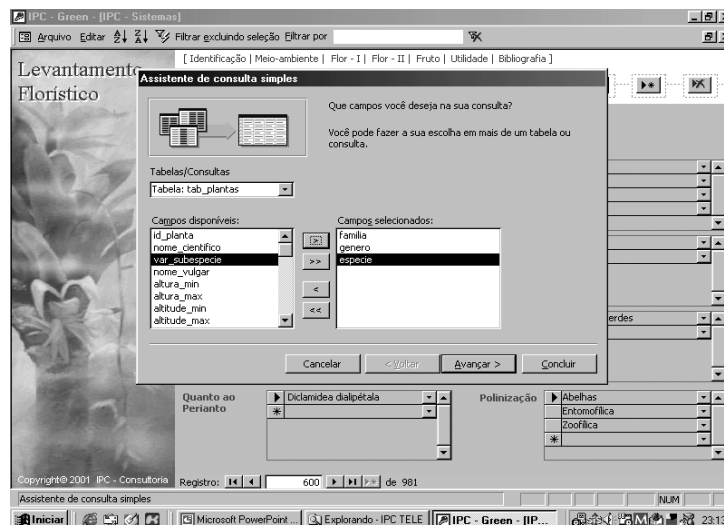 IPC - Green - [IPC - Sistemas]
Arquivo Editar Filtrar excluindo seleção Filtrar por
[ Identificação | Meio-ambiente | Flor - I | Flor - II | Fruto | Utilidade | Bibliografia ]
Levantamento
Florístico
Assistente de consulta simples
Que campos você deseja na sua consulta?
Você pode fazer a sua escolha em mais de um tabela ou
consulta.
Tabelas/Consultas
Tabela: tab_plantas
Campos disponíveis:
id_planta
nome_cientifico
var_subespecie
nome_vulgar
altura_min
altura_max
altitude_min
altitude_max
>
>>
<
<<
Campos selecionados:
familia
genero
especie
erdes
Cancelar < Voltar Avançar > Concluir
Quanto ao
Perianto
Diclamidea dialipétala
Polinização
Abelhas
Entomofílica
Zoofílica
Copyright© 2001 IPC - Consultoria
Registro: 600 de 981
Assistente de consulta simples NUM
Iniciar Microsoft PowerPoint ... Explorando - IPC TELE IPC - Green - [IP...